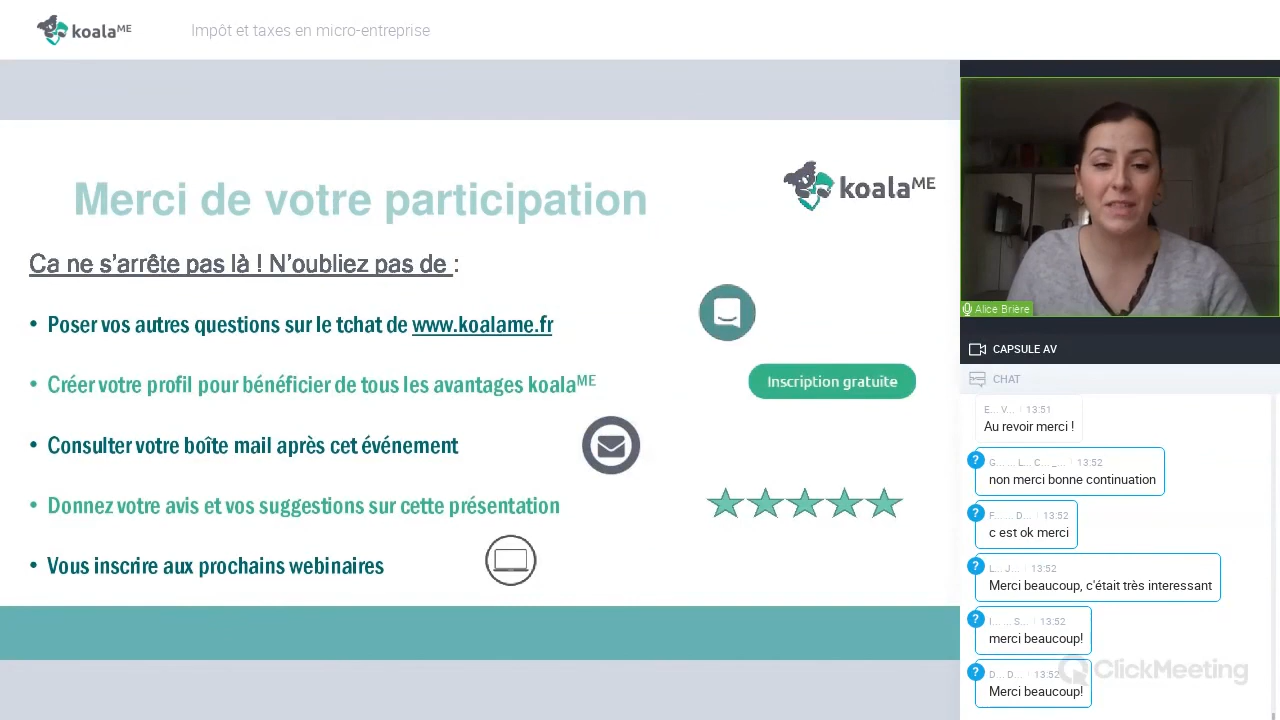 koalaME
Impôt et taxes en micro-entreprise
Merci de votre participation
koalaME
Ca ne s’arrête pas là ! N’oubliez pas de :
• Poser vos autres questions sur le tchat de www.koalame.fr
• Créer votre profil pour bénéficier de tous les avantages koalaME
Inscription gratuite
• Consulter votre boîte mail après cet événement
• Donnez votre avis et vos suggestions sur cette présentation
• Vous inscrire aux prochains webinaires
Alice Brière
CAPSULE AV
CHAT
E... V... 13:51
Au revoir merci !
? G... ... L... C... 13:52
non merci bonne continuation
? F... ... D... 13:52
c est ok merci
? L... J... 13:52
Merci beaucoup, c'était très interessant
? I... ... S... 13:52
merci beaucoup!
? D... D... 13:52
Merci beaucoup!
ClickMeeting